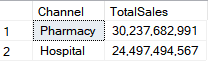 Channel TotalSales
1 Pharmacy 30,237,682,991
2 Hospital 24,497,494,567